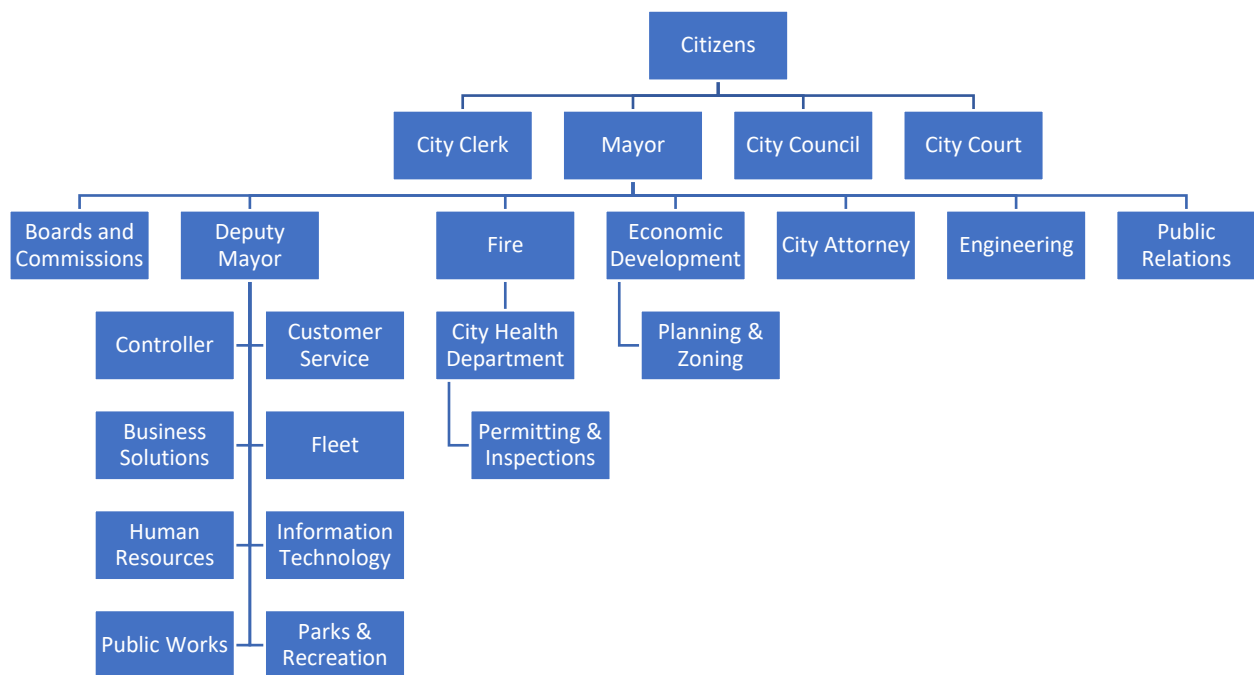 Citizens
City Clerk
Mayor
City Council
City Court
Boards and
Commissions
Deputy
Mayor
Fire
Economic
Development
City Attorney
Engineering
Public
Relations
Controller
Customer
Service
City Health
Department
Planning &
Zoning
Business
Solutions
Fleet
Permitting &
Inspections
Human
Resources
Information
Technology
Public Works
Parks &
Recreation